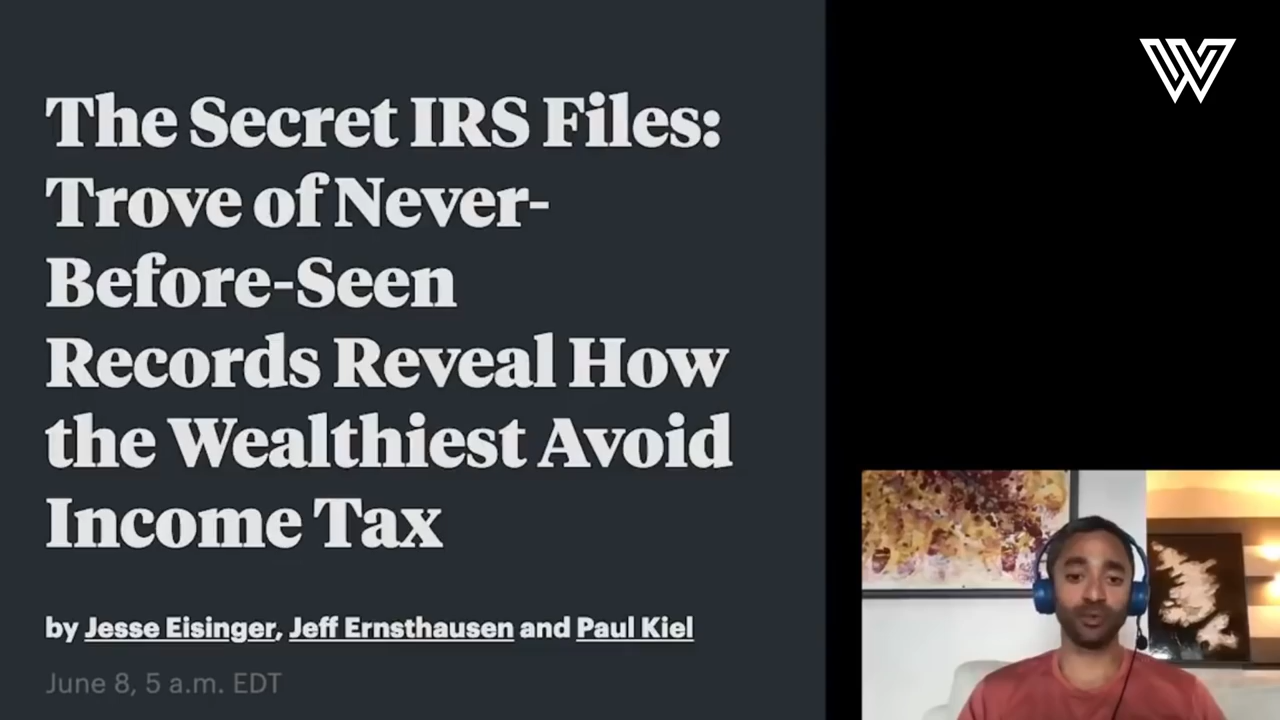 The Secret IRS Files:
Trove of Never-
Before-Seen
Records Reveal How
the Wealthiest Avoid
Income Tax
by Jesse Eisinger, Jeff Ernsthausen and Paul Kiel
June 8, 5 a.m. EDT
W